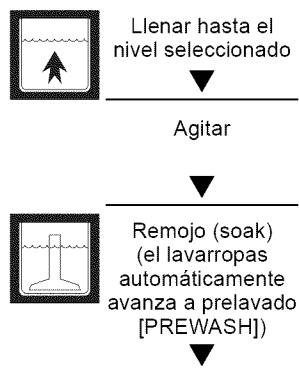 Llenar hasta el
nivel seleccionado
Agitar
Remojo (soak)
(el lavarropas
automáticamente
avanza a prelavado
[PREWASH])